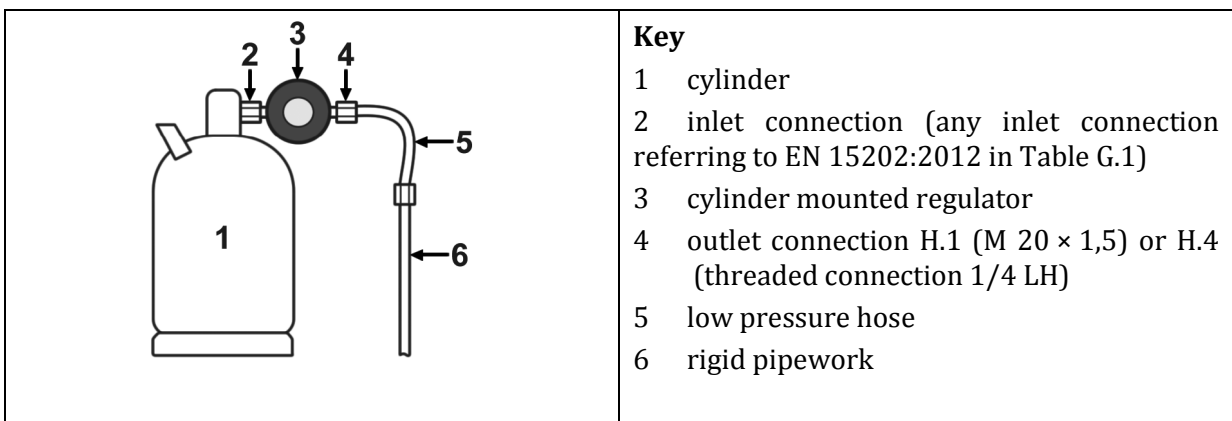 2
3
4
5
1
6
Key
1 cylinder
2 inlet connection (any inlet connection
referring to EN 15202:2012 in Table G.1)
3 cylinder mounted regulator
4 outlet connection H.1 (M 20 × 1,5) or H.4
(threaded connection 1/4 LH)
5 low pressure hose
6 rigid pipework